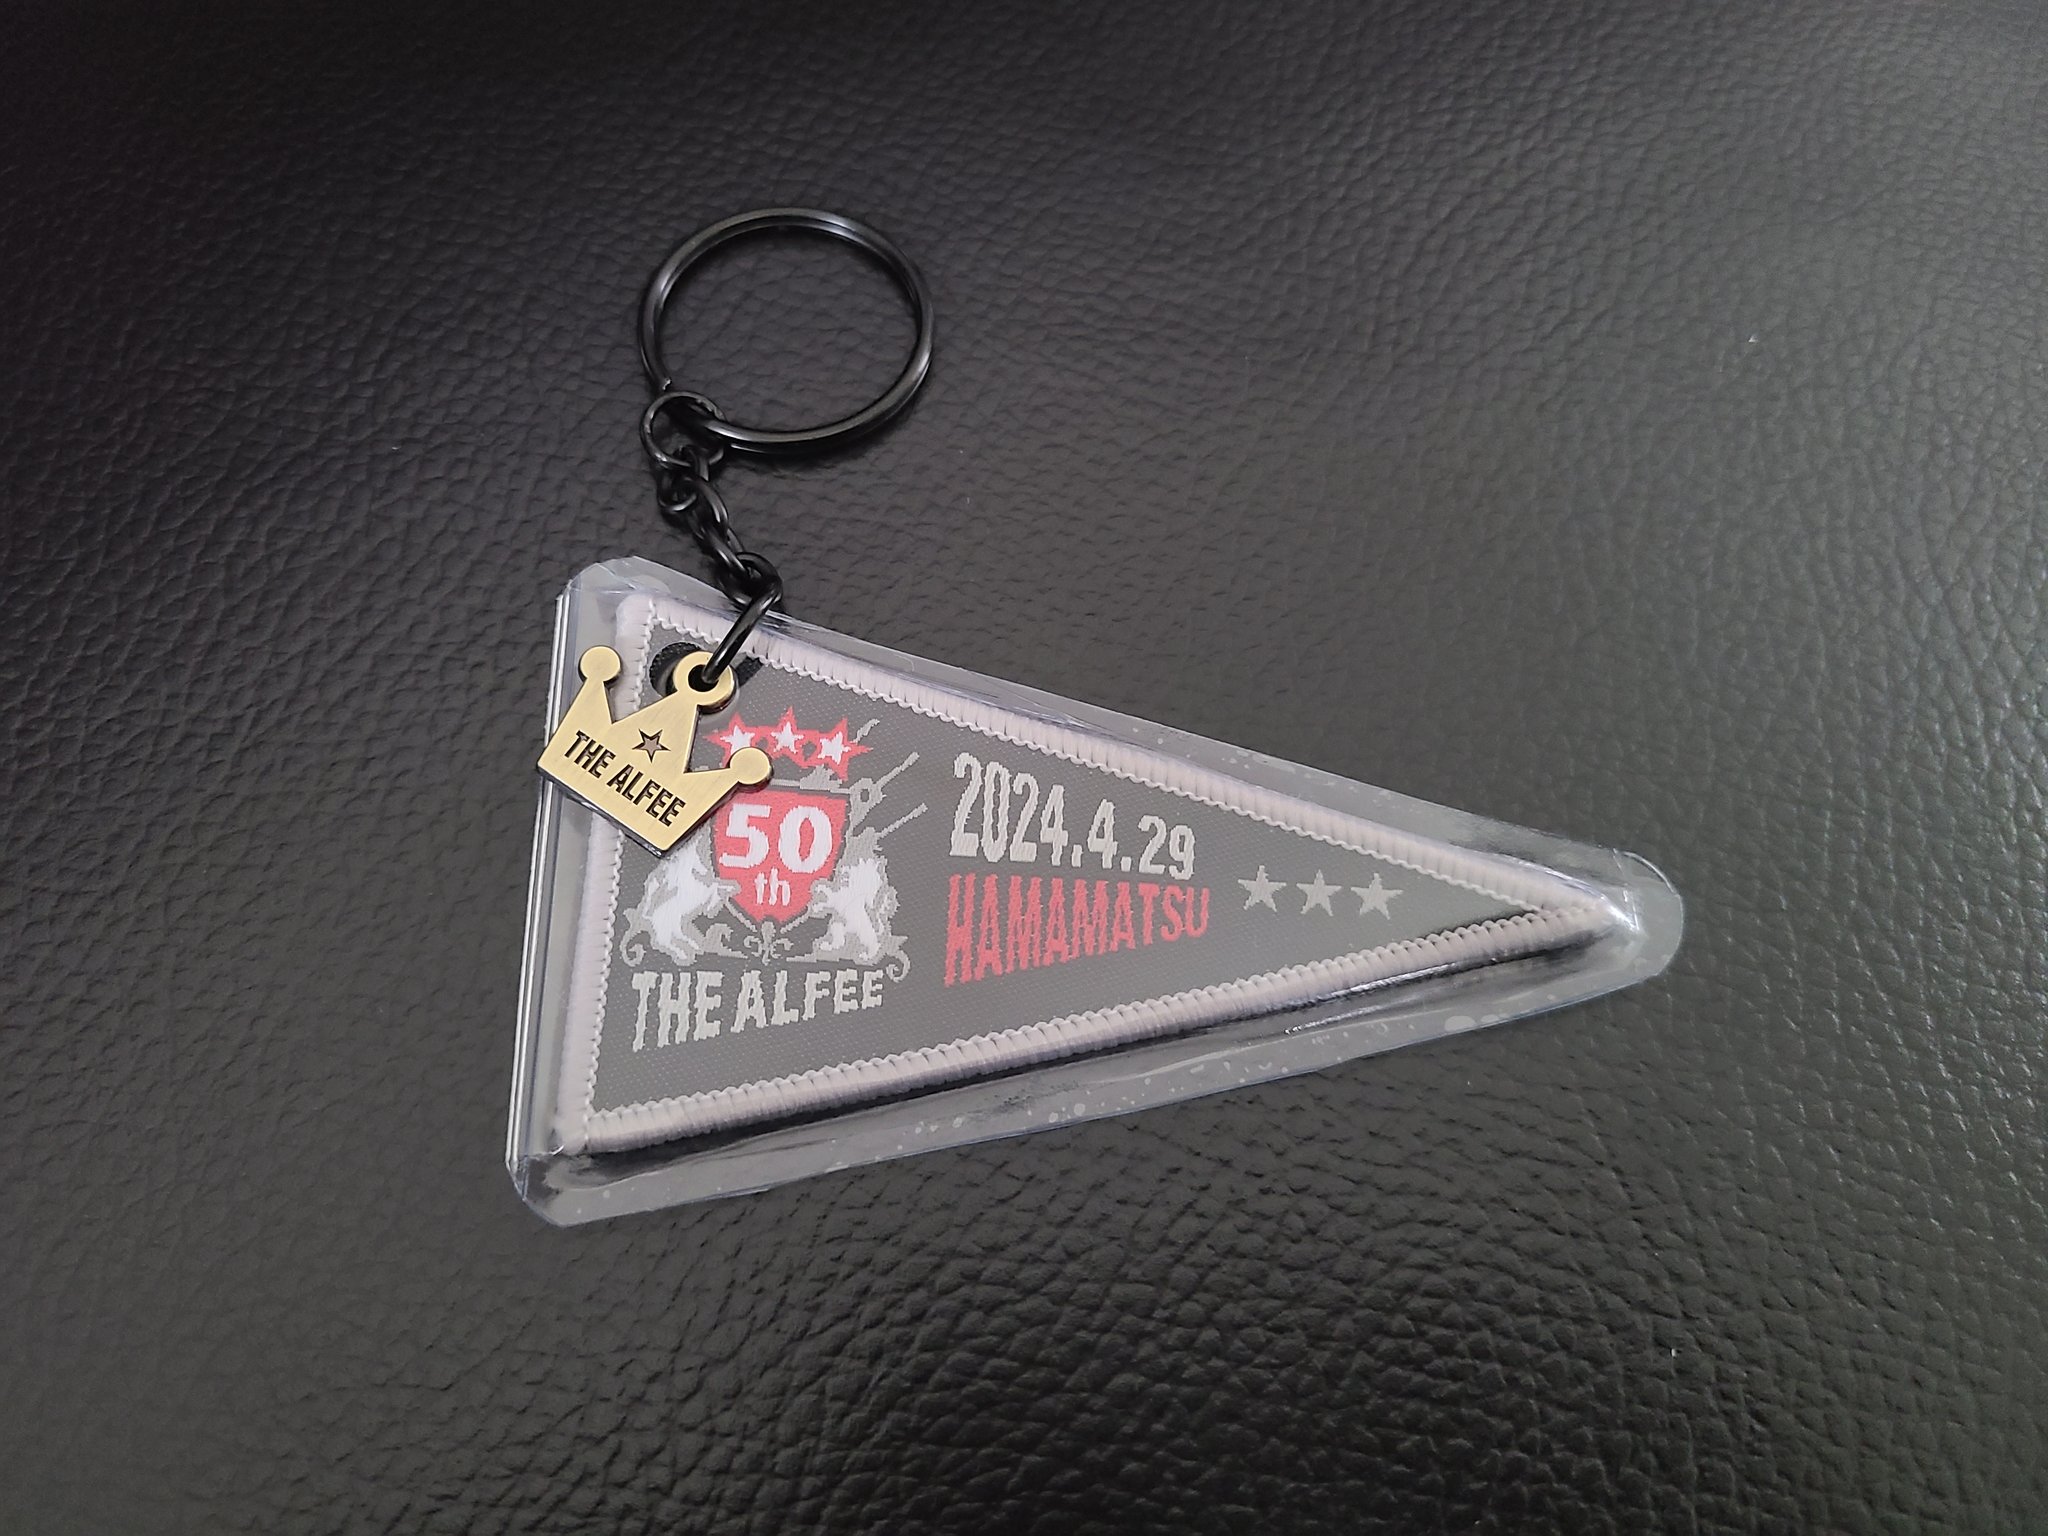 THE ALFEE
50
th
THE ALFEE
2024.4.29
HAMAMATSU